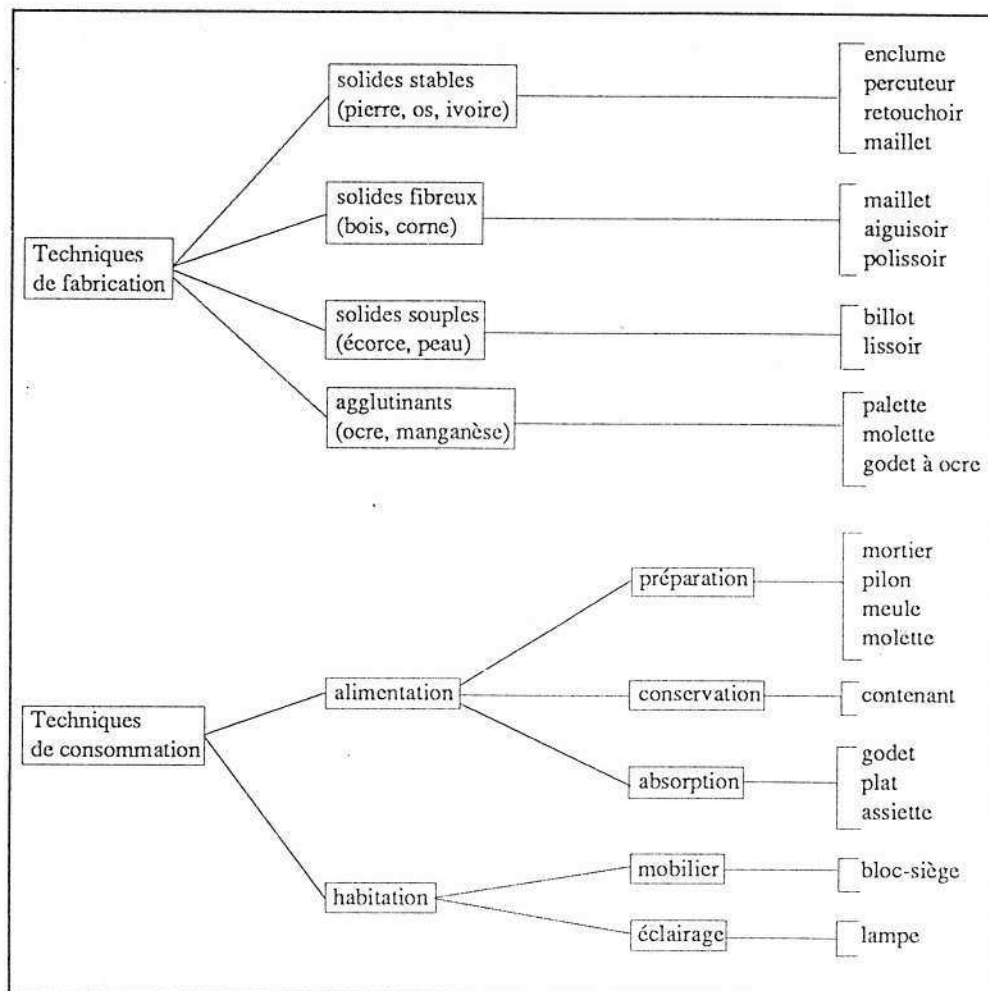 Techniques
de fabrication
solides stables
(pierre, os, ivoire)
enclume
percuteur
retouchoir
maillet
solides fibreux
(bois, corne)
maillet
aiguisoir
polissoir
solides souples
(écorce, peau)
billot
lissoir
agglutinants
(ocre, manganèse)
palette
molette
godet à ocre
Techniques
de consommation
alimentation
préparation
mortier
pilon
meule
molette
conservation
contenant
absorption
godet
plat
assiette
habitation
mobilier
bloc-siège
éclairage
lampe